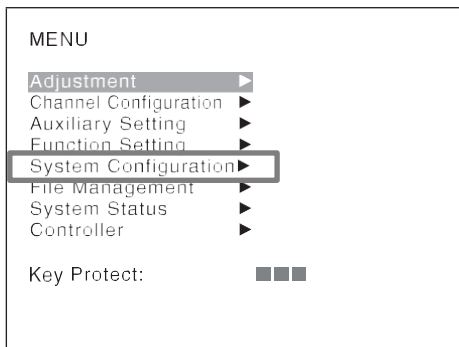 MENU
Adjustment
Channel Configuration
Auxiliary Setting
Function Setting
System Configuration
File Management
System Status
Controller
Key Protect: